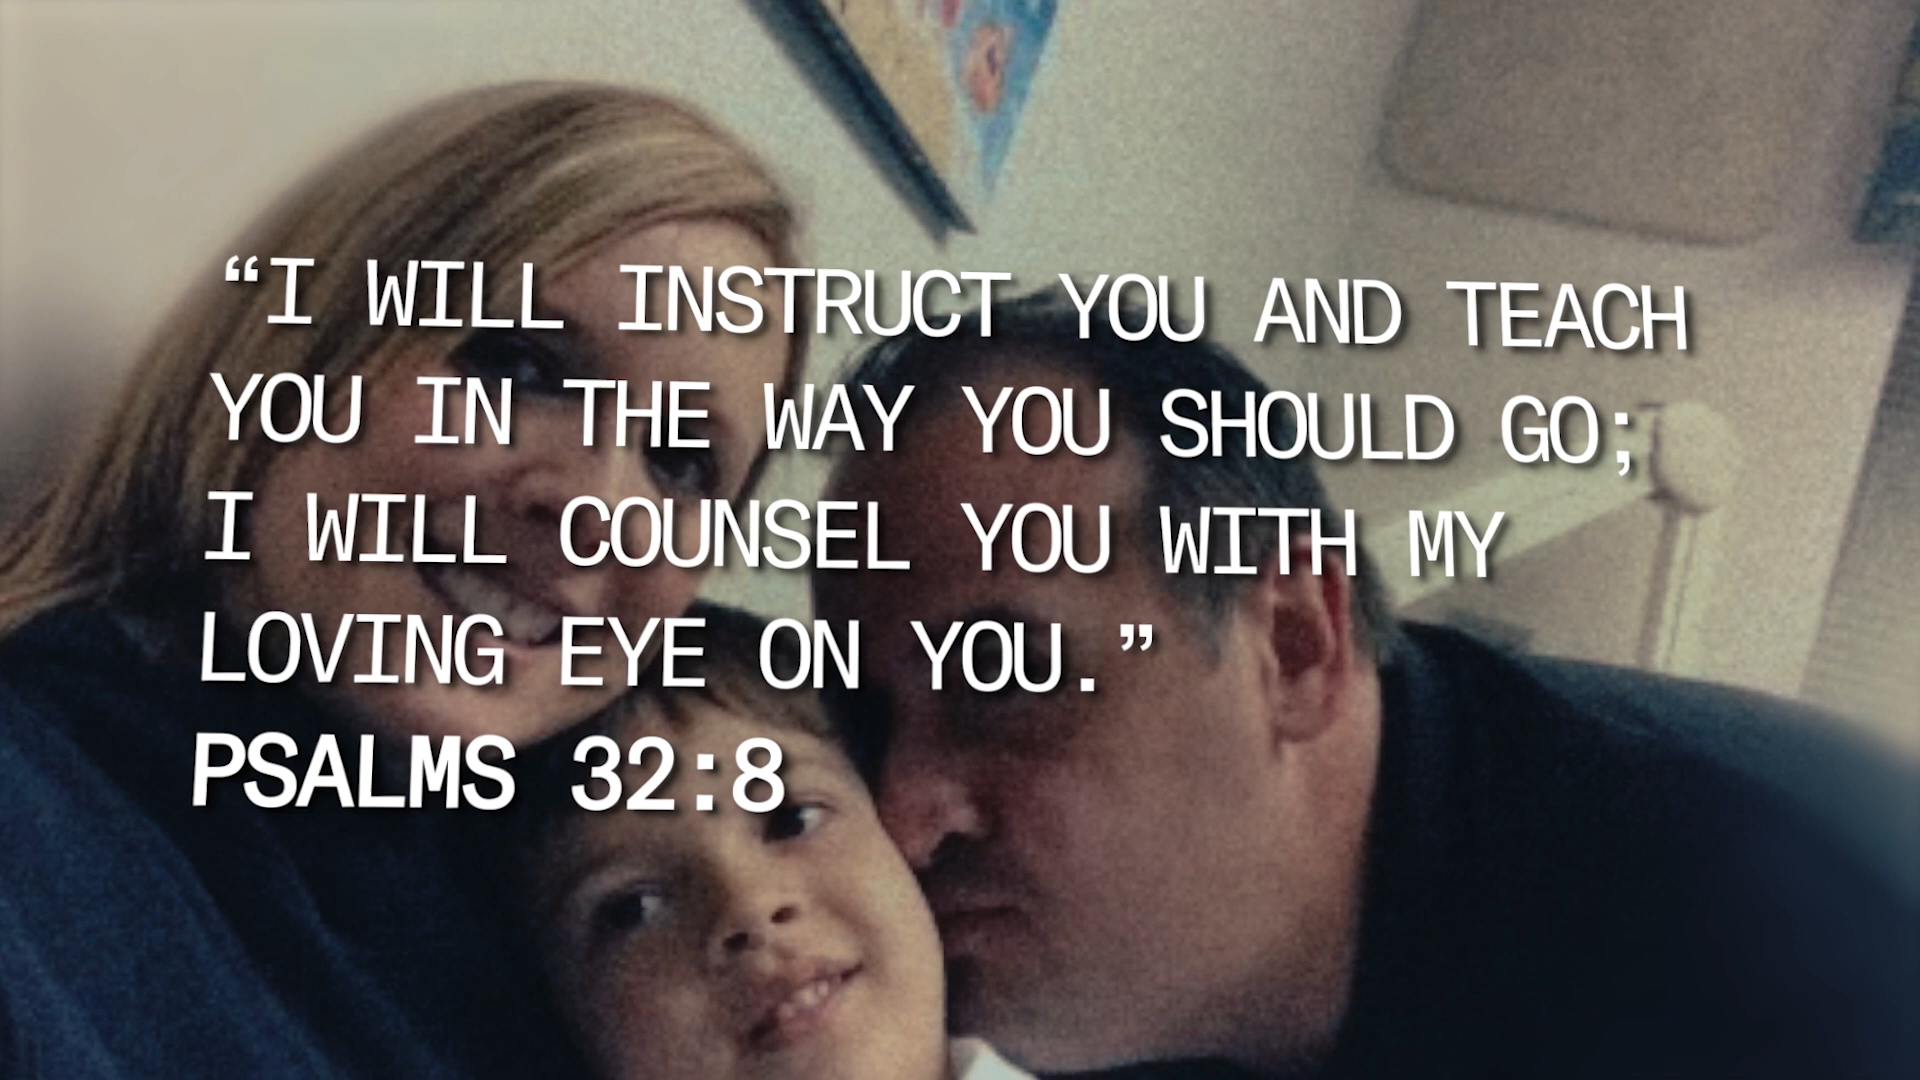 “I WILL INSTRUCT YOU AND TEACH
YOU IN THE WAY YOU SHOULD GO;
I WILL COUNSEL YOU WITH MY
LOVING EYE ON YOU.”
PSALMS 32:8